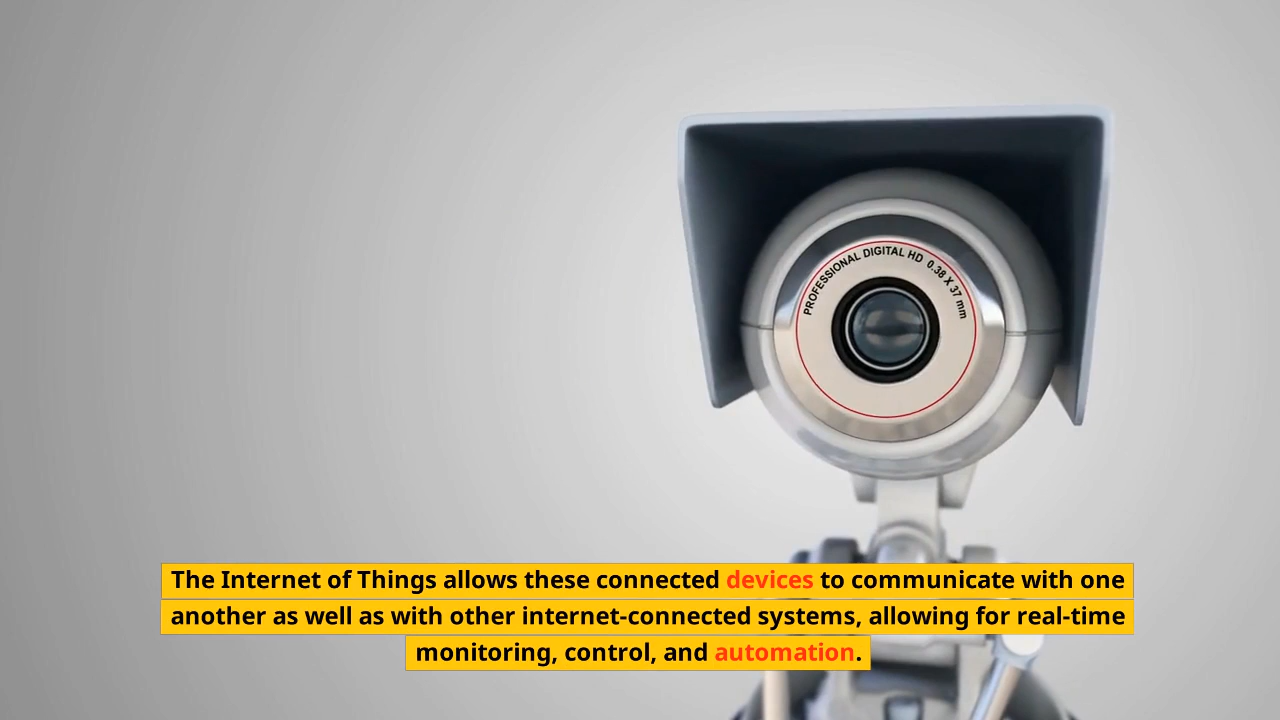 PROFESSIONAL DIGITAL HD 0.38 X 37 mm
The Internet of Things allows these connected devices to communicate with one
another as well as with other internet-connected systems, allowing for real-time
monitoring, control, and automation.